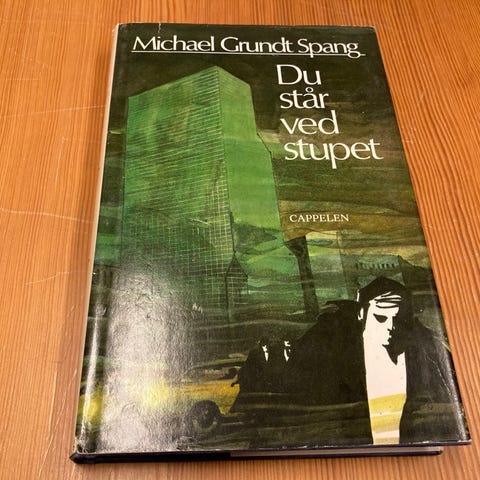 Michael Grundt Spang
Du
står
ved
stupet
CAPPELEN